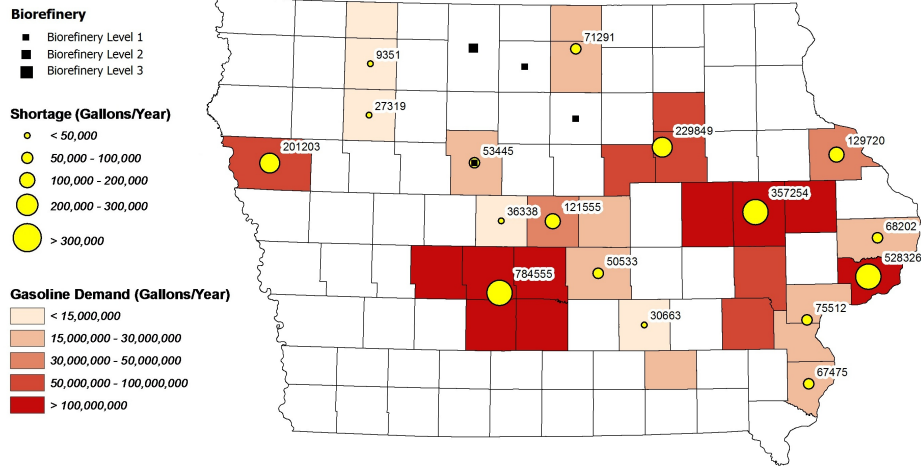 Biorefinery
Biorefinery Level 1
Biorefinery Level 2
Biorefinery Level 3
Shortage (Gallons/Year)
< 50,000
50,000 - 100,000
100,000 - 200,000
200,000 - 300,000
> 300,000
Gasoline Demand (Gallons/Year)
< 15,000,000
15,000,000 - 30,000,000
30,000,000 - 50,000,000
50,000,000 - 100,000,000
> 100,000,000
71291
9351
27319
229849
129720
201203
53445
357254
36338
121555
68202
528326
50533
784555
75512
30663
67475